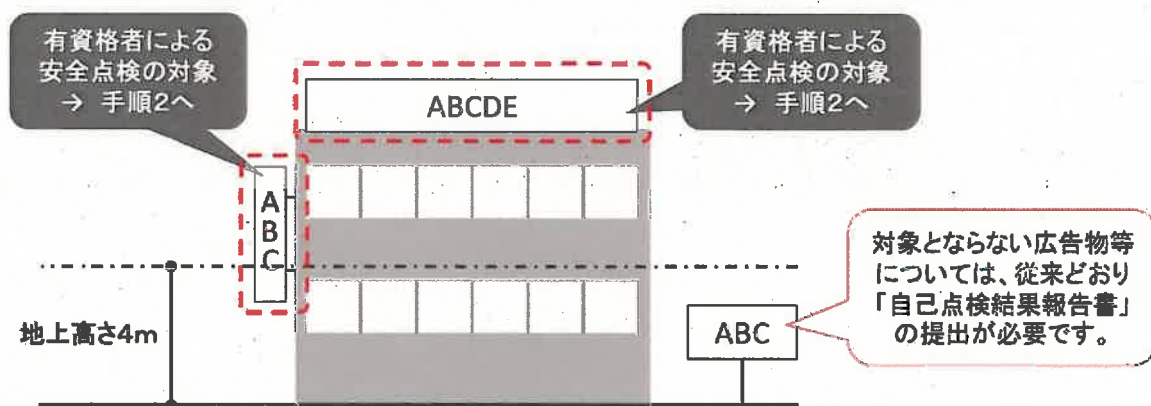 有資格者による
安全点検の対象
→ 手順2へ
有資格者による
安全点検の対象
→ 手順2へ
ABCDE
A
B
C
対象とならない広告物等
については、従来どおり
「自己点検結果報告書」
の提出が必要です。
地上高さ4m
ABC